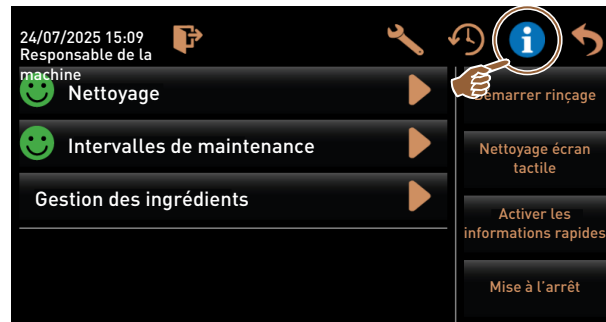 24/07/2025 15:09
Responsable de la
machine
Nettoyage
Intervalles de maintenance
Gestion des ingrédients
Démarrer rinçage
Nettoyage écran
tactile
Activer les
informations rapides
Mise à l'arrêt